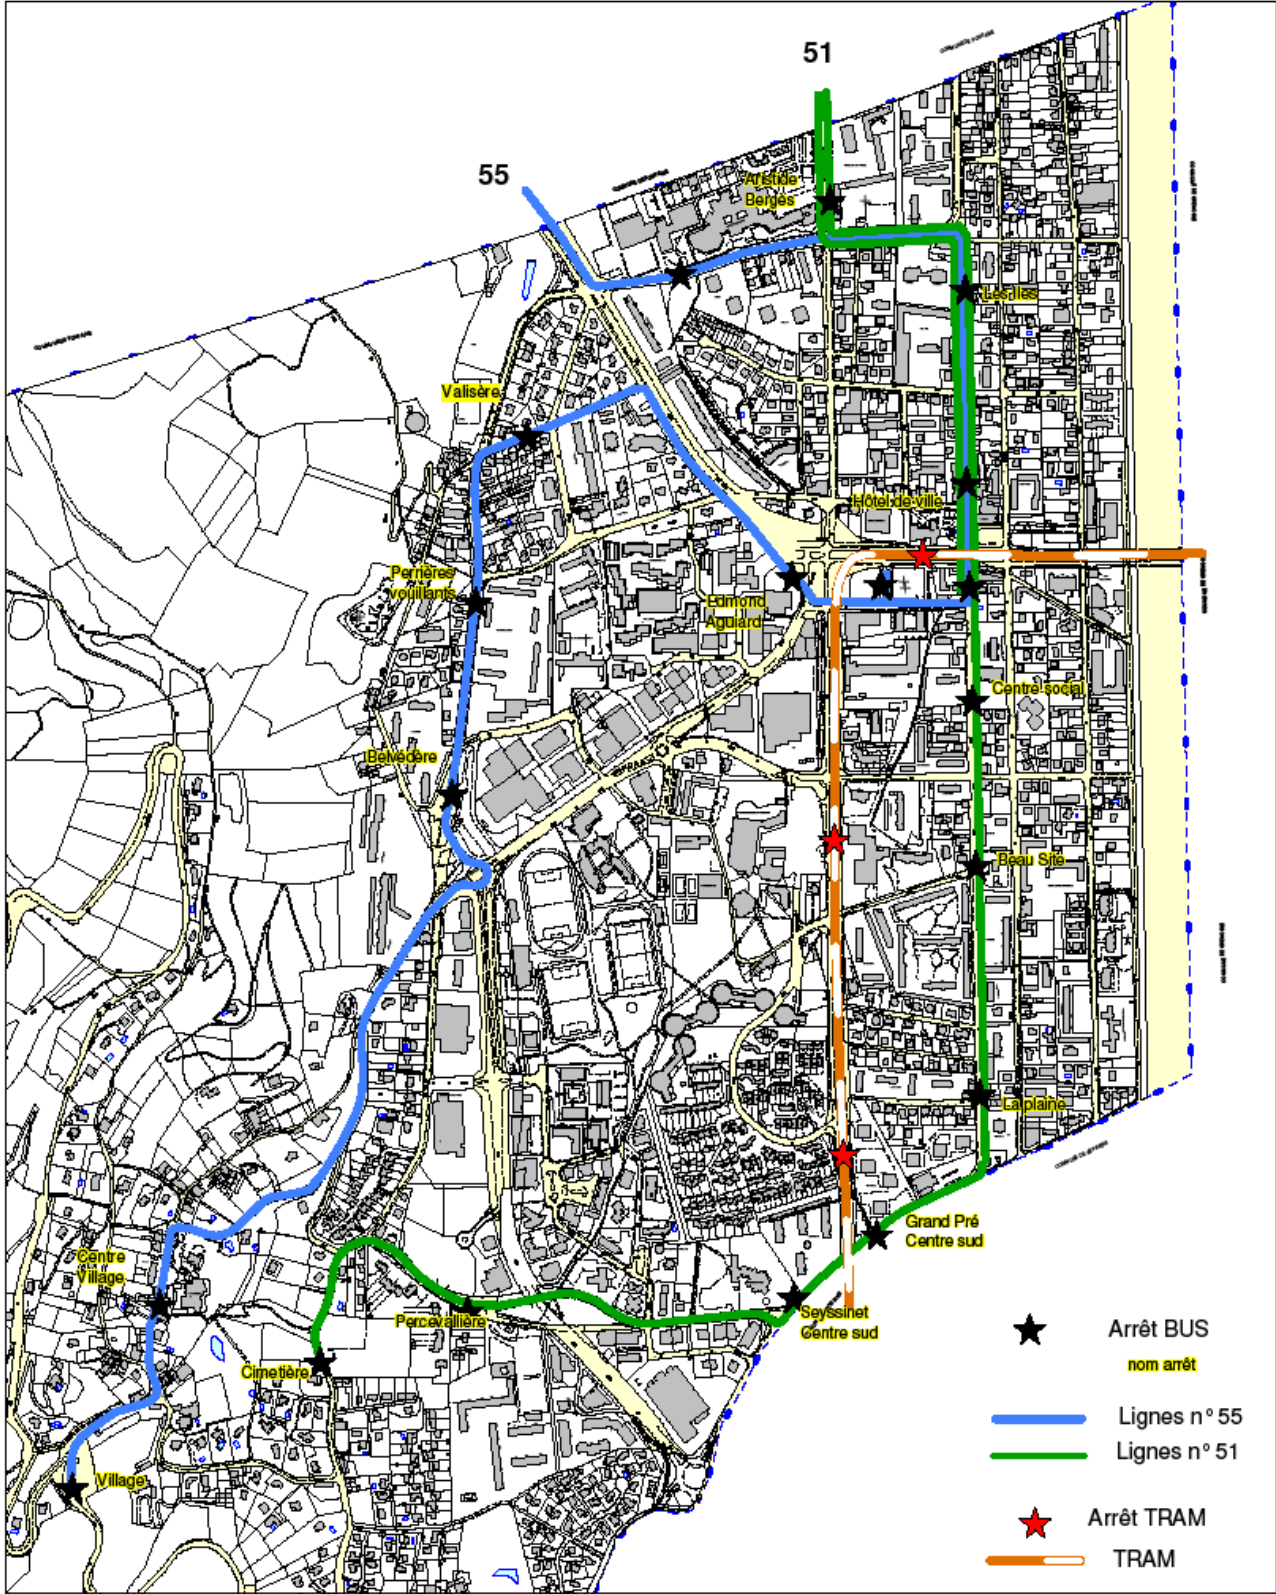 51
55
Aristide
Bergès
Les Iles
Valisère
Hôtel de ville
Perrières
vouillants
Edmond
Aguiard
Centre social
Belvédère
Beau Site
La plaine
Grand Pré
Centre sud
Centre
Village
Seyssinet
Centre sud
Percevallière
Cimetière
Village
Arrêt BUS
nom arrêt
Lignes n° 55
Lignes n° 51
Arrêt TRAM
TRAM